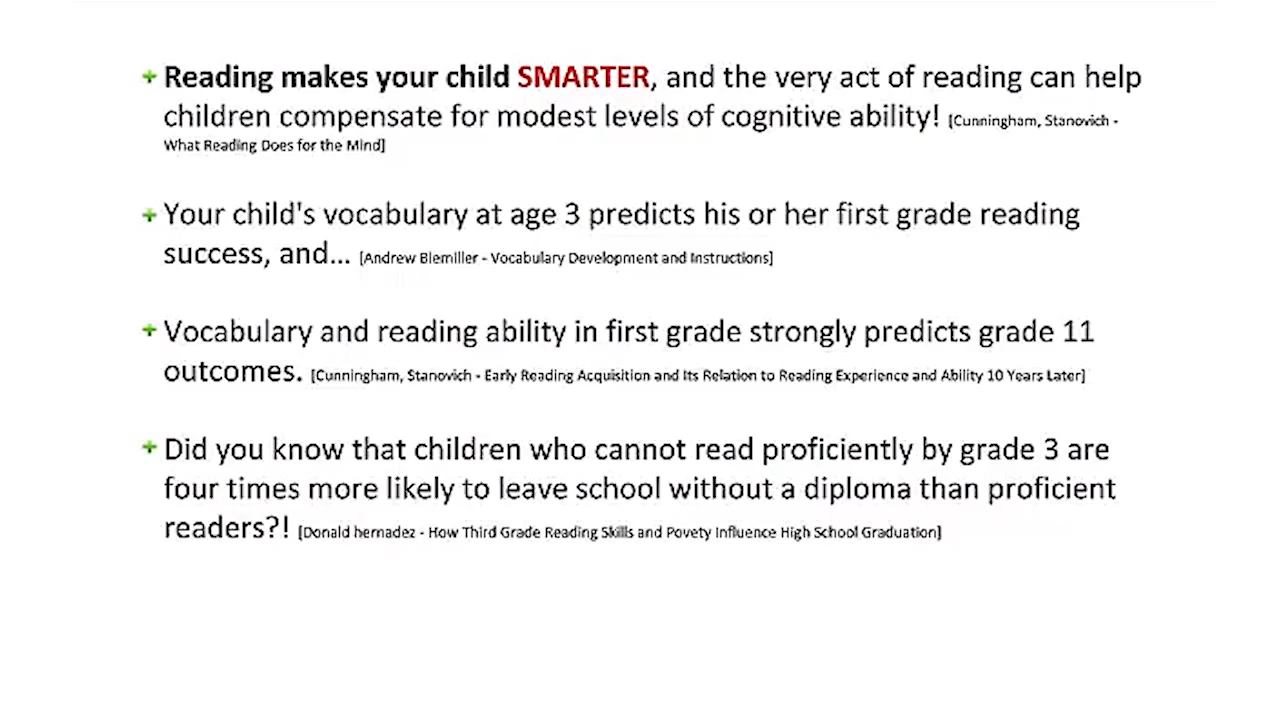 + Reading makes your child SMARTER, and the very act of reading can help
children compensate for modest levels of cognitive ability! [Cunningham, Stanovich -
What Reading Does for the Mind]
+ Your child's vocabulary at age 3 predicts his or her first grade reading
success, and... [Andrew Biemiller - Vocabulary Development and Instructions]
+ Vocabulary and reading ability in first grade strongly predicts grade 11
outcomes. [Cunningham, Stanovich - Early Reading Acquisition and Its Relation to Reading Experience and Ability 10 Years Later]
+ Did you know that children who cannot read proficiently by grade 3 are
four times more likely to leave school without a diploma than proficient
readers?! [Donald hernadez - How Third Grade Reading Skills and Povety Influence High School Graduation]